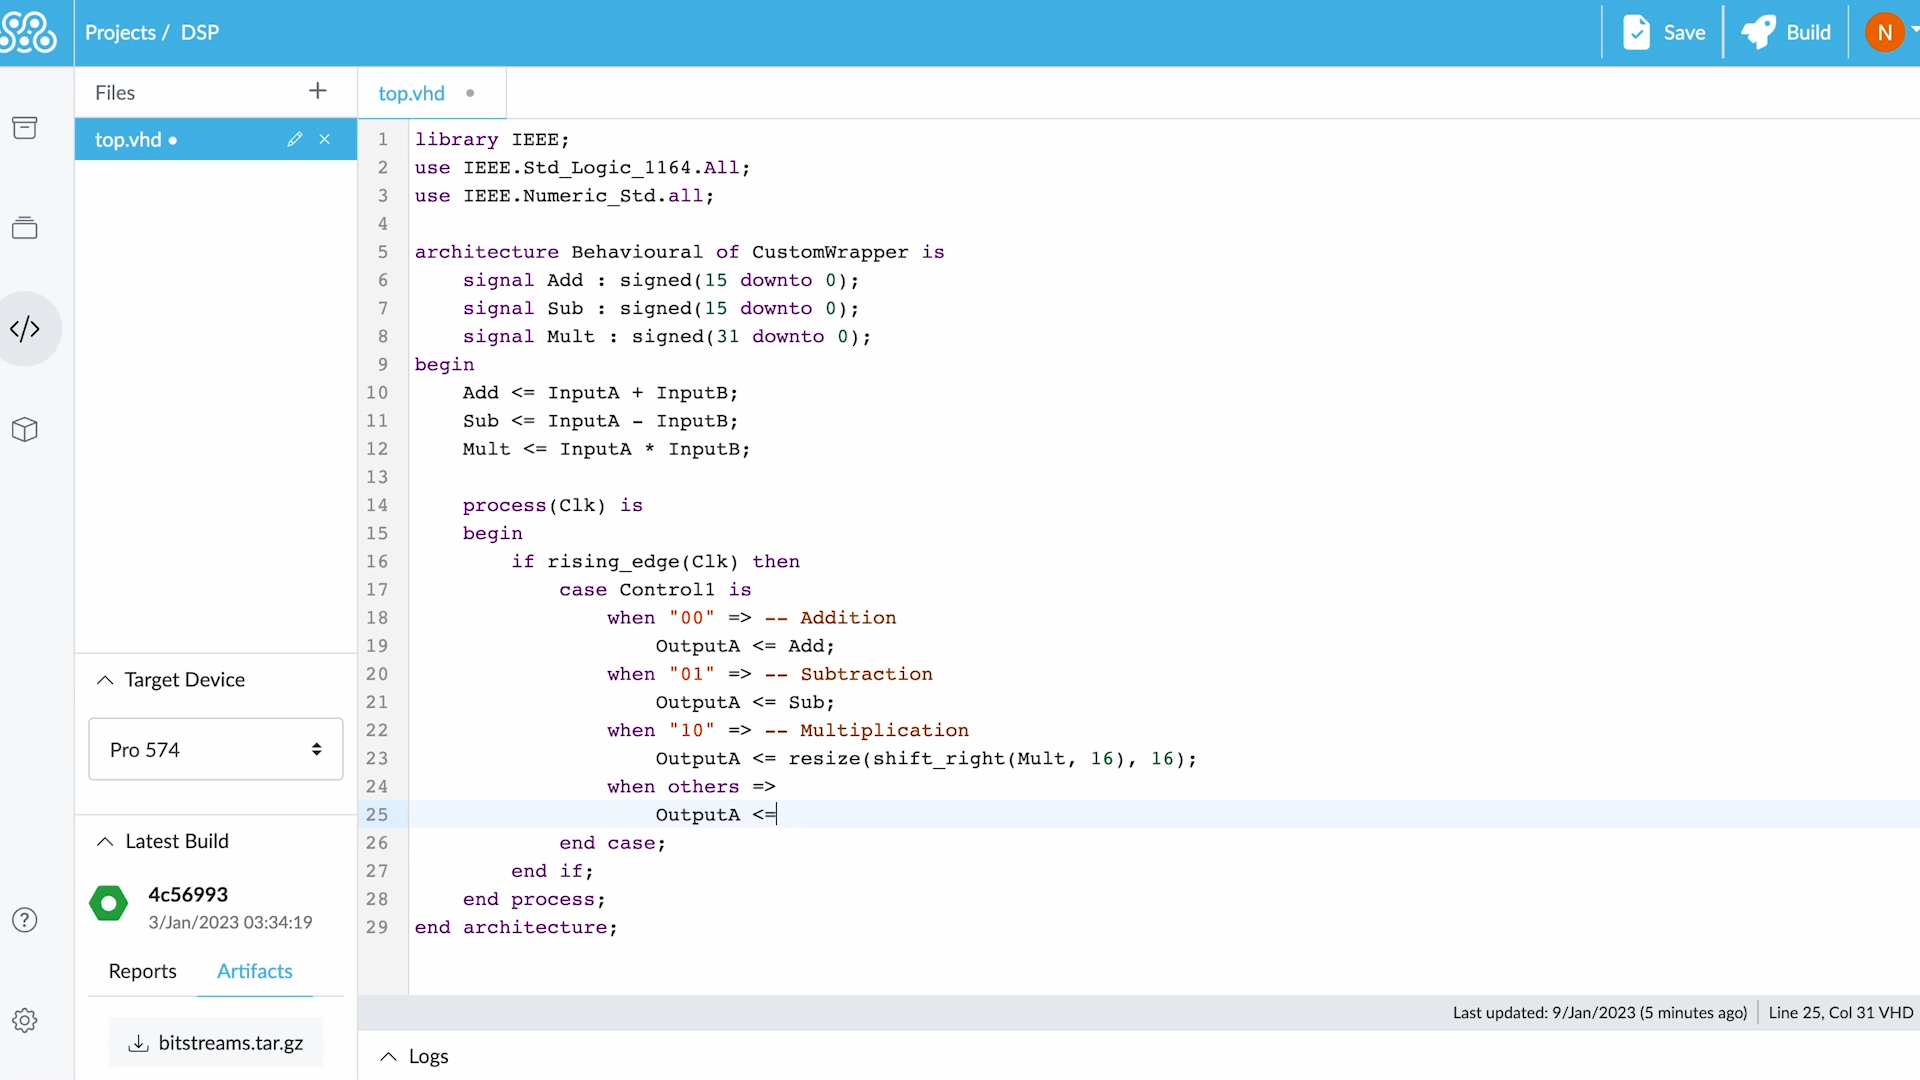 Projects / DSP
Save
Build
N
Files
top.vhd
top.vhd
1 library IEEE;
2 use IEEE.Std_Logic_1164.All;
3 use IEEE.Numeric_Std.all;
4
5 architecture Behavioural of CustomWrapper is
6 signal Add : signed(15 downto 0);
7 signal Sub : signed(15 downto 0);
8 signal Mult : signed(31 downto 0);
9 begin
10 Add <= InputA + InputB;
11 Sub <= InputA - InputB;
12 Mult <= InputA * InputB;
13
14 process(Clk) is
15 begin
16 if rising_edge(Clk) then
17 case Control1 is
18 when "00" => -- Addition
19 OutputA <= Add;
20 when "01" => -- Subtraction
21 OutputA <= Sub;
22 when "10" => -- Multiplication
23 OutputA <= resize(shift_right(Mult, 16), 16);
24 when others =>
25 OutputA <=
26 end case;
27 end if;
28 end process;
29 end architecture;
Target Device
Pro 574
Latest Build
4c56993
3/Jan/2023 03:34:19
Reports
Artifacts
bitstreams.tar.gz
Last updated: 9/Jan/2023 (5 minutes ago)
Line 25, Col 31 VHD
Logs